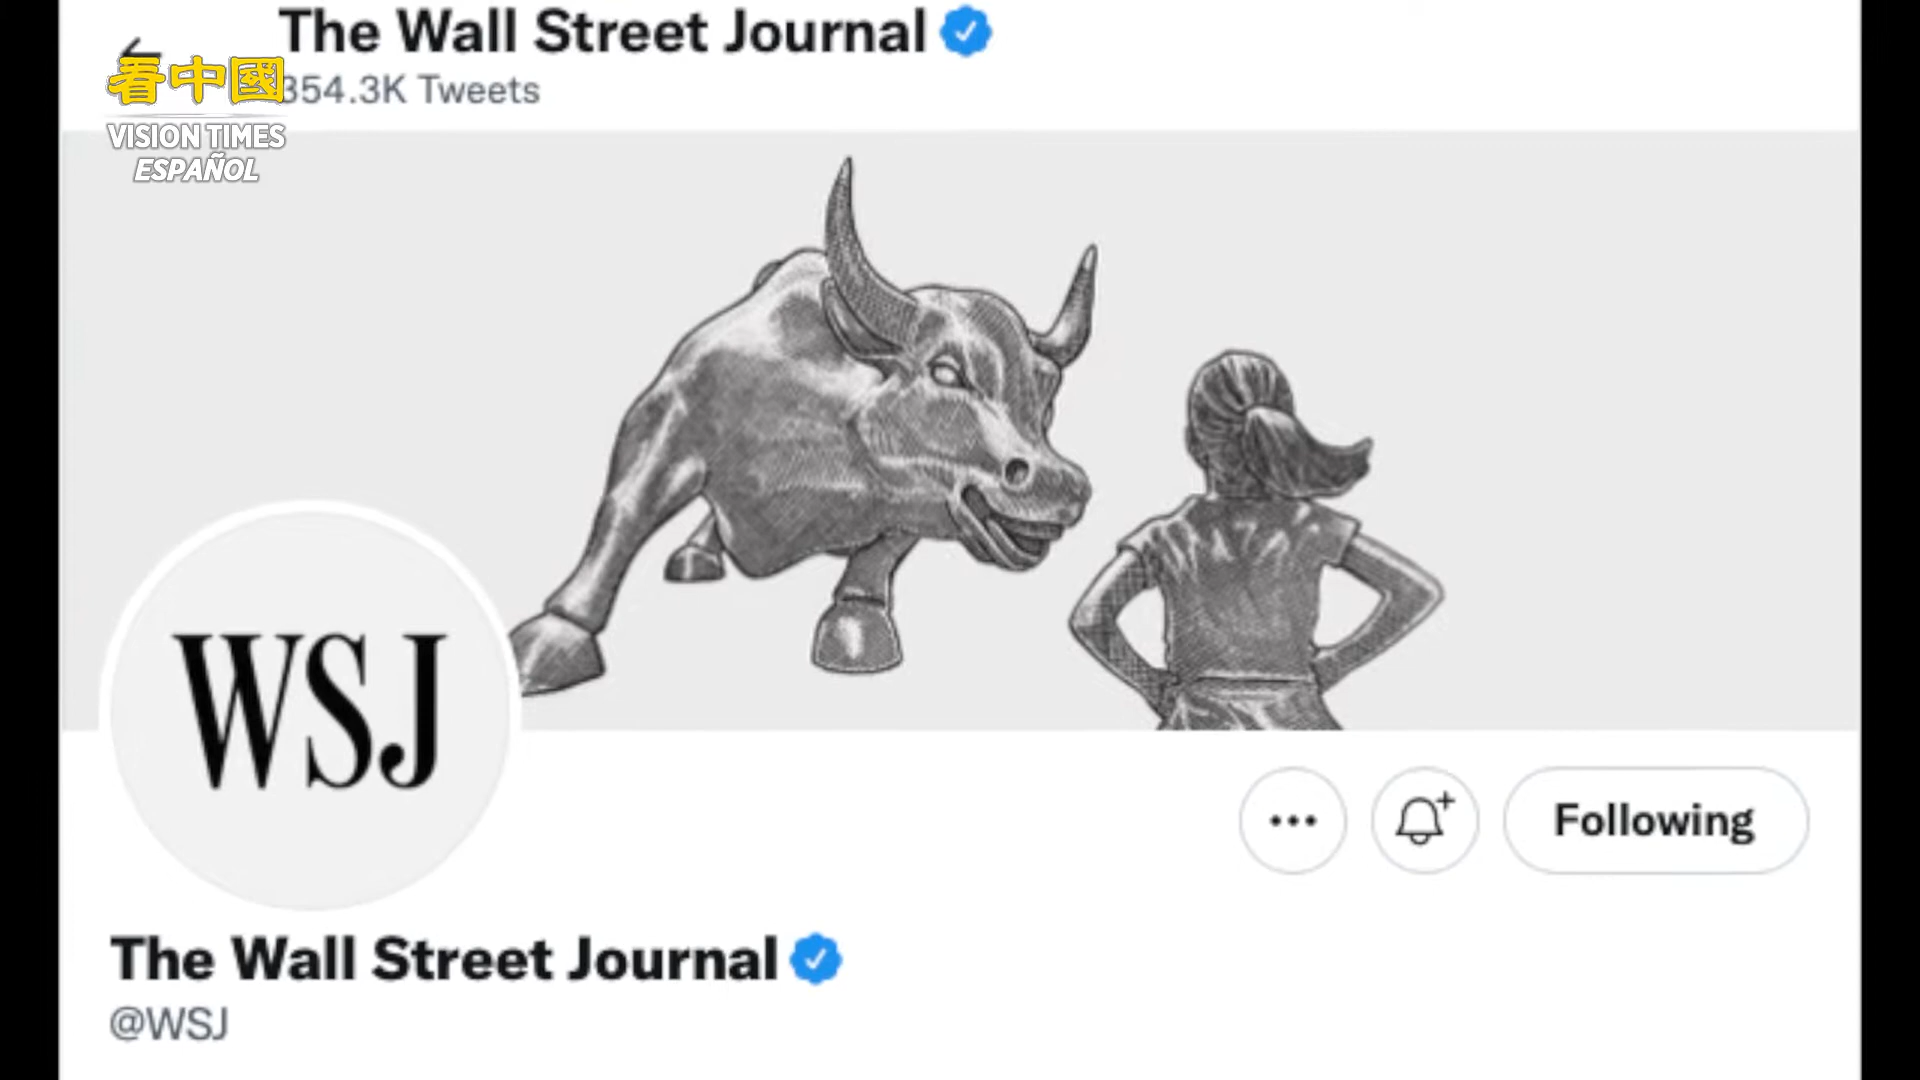 The Wall Street Journal
354.3K Tweets
看中國
VISION TIMES
ESPAÑOL
WSJ
Following
The Wall Street Journal
@WSJ